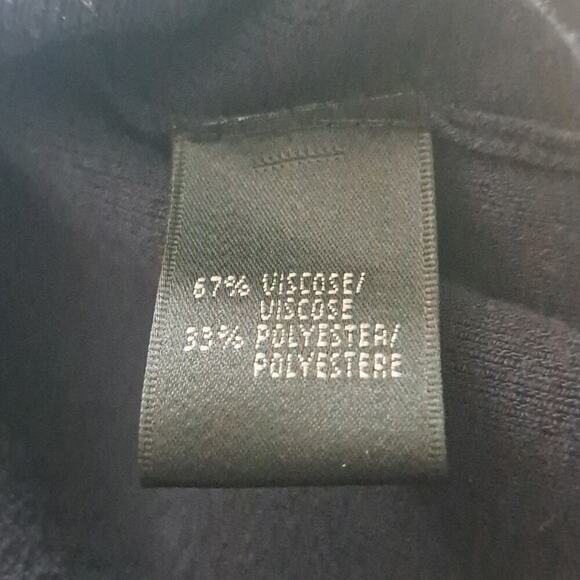 67% VISCOSE/
VISCOSE
33% POLYESTER/
POLYESTERE